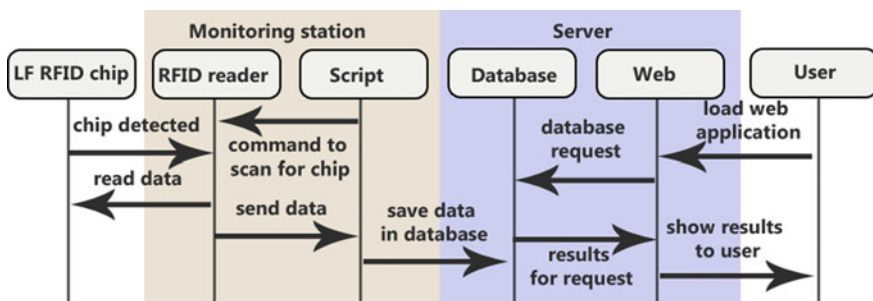 Monitoring station
Server
LF RFID chip
RFID reader
Script
Database
Web
User
chip detected
command to
scan for chip
read data
send data
save data
in database
load web
application
database
request
results
for request
show results
to user